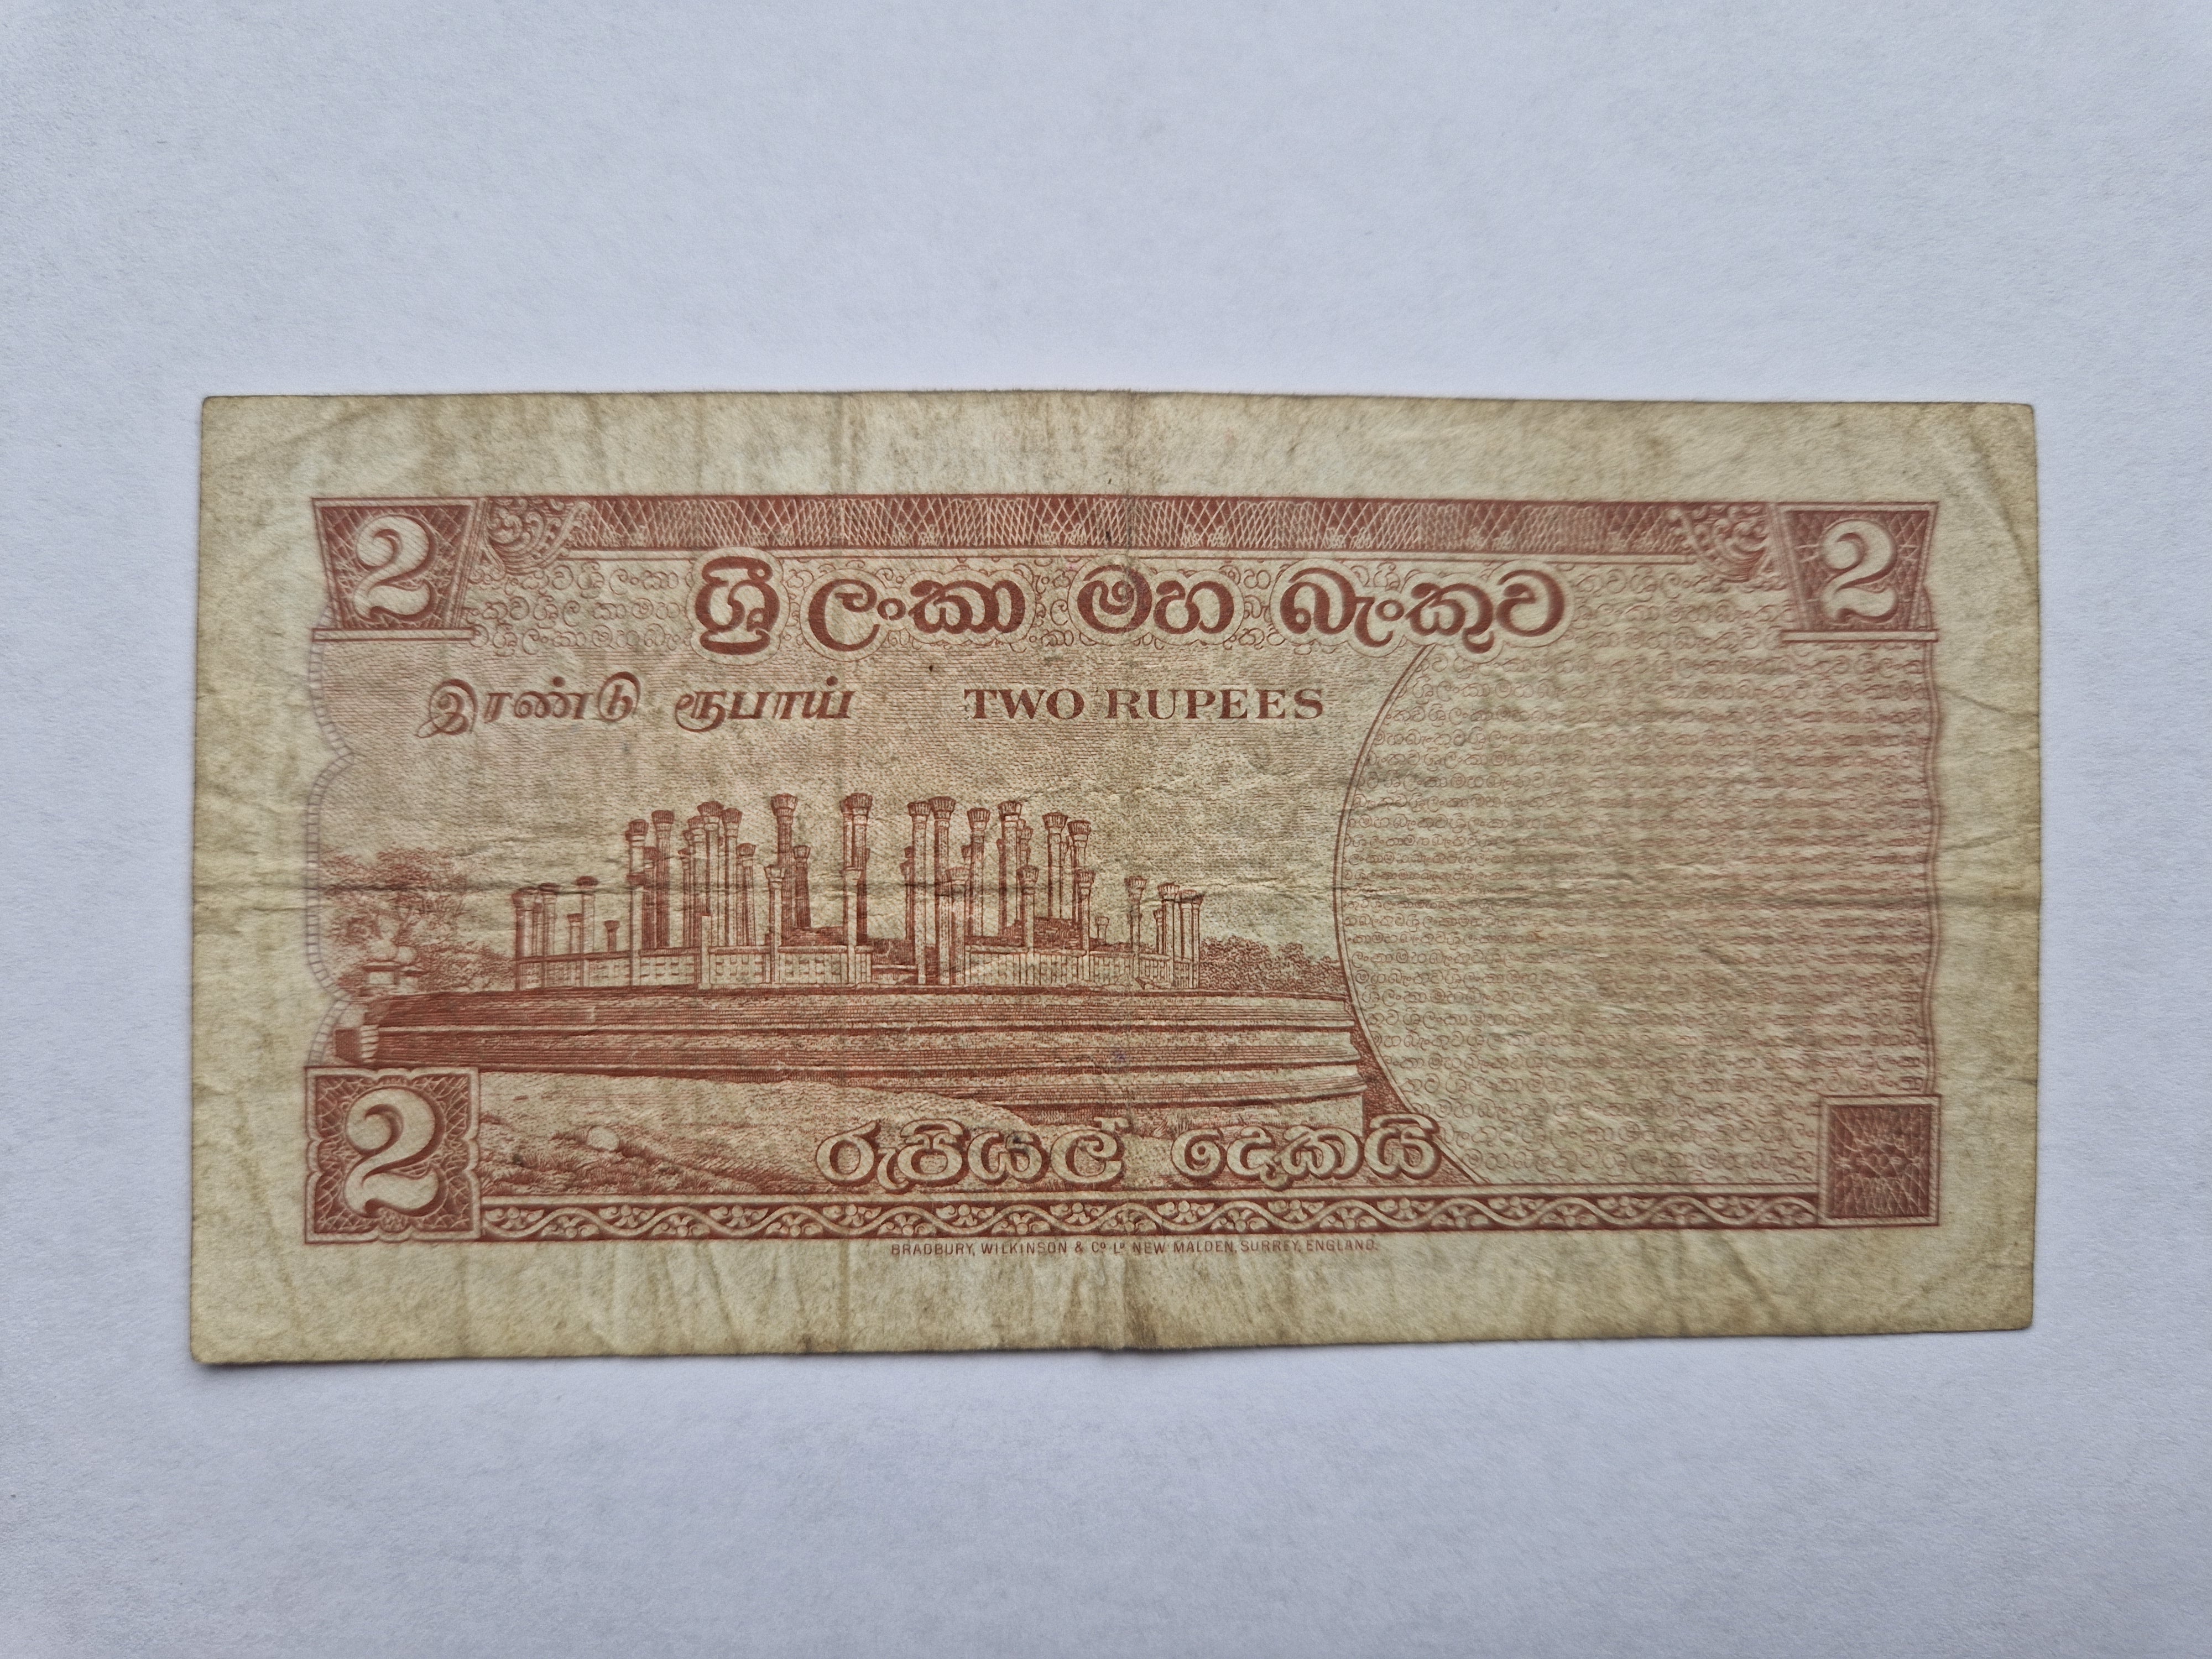 2 2
ශ්‍රී ලංකා මහ බැංකුව
இரண்டு ரூபாய் TWO RUPEES
2 රුපියල් දෙකයි
BRADBURY, WILKINSON & Cº Lᵈ NEW MALDEN, SURREY, ENGLAND.